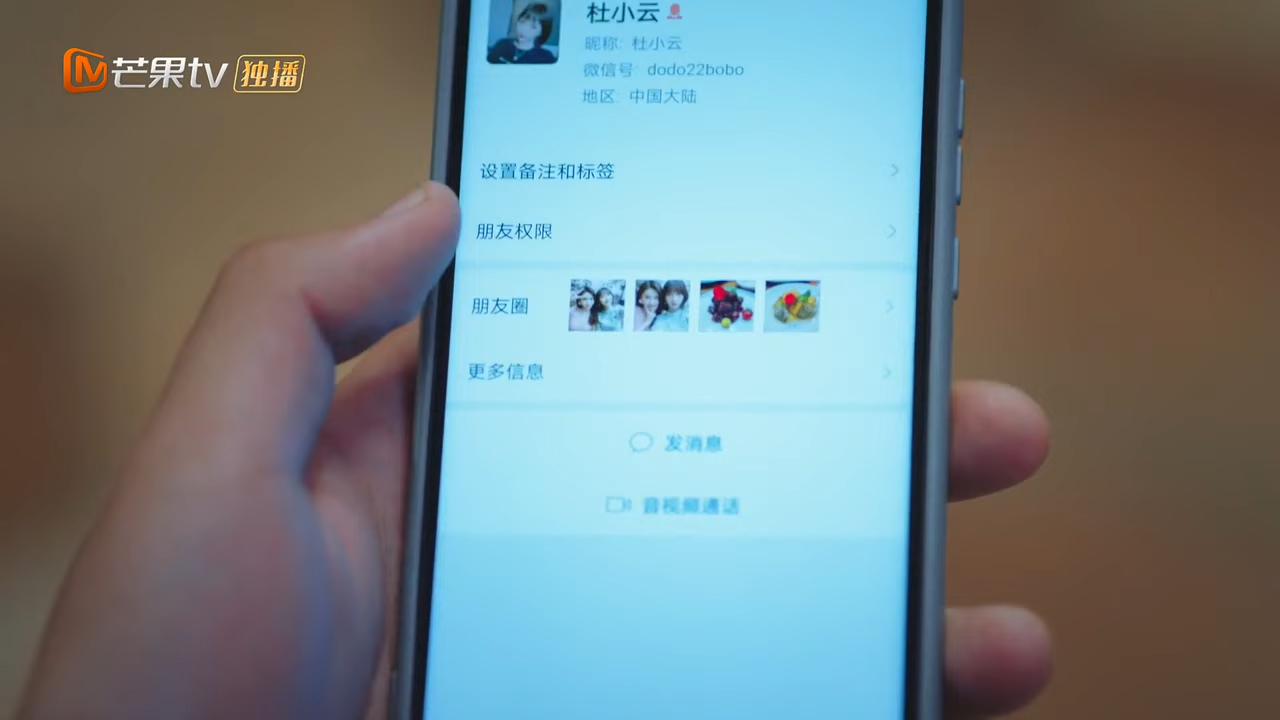 芒果tv 独播
杜小云
昵称: 杜小云
微信号: dodo22bobo
地区: 中国大陆
设置备注和标签
朋友权限
朋友圈
更多信息
发消息
音视频通话